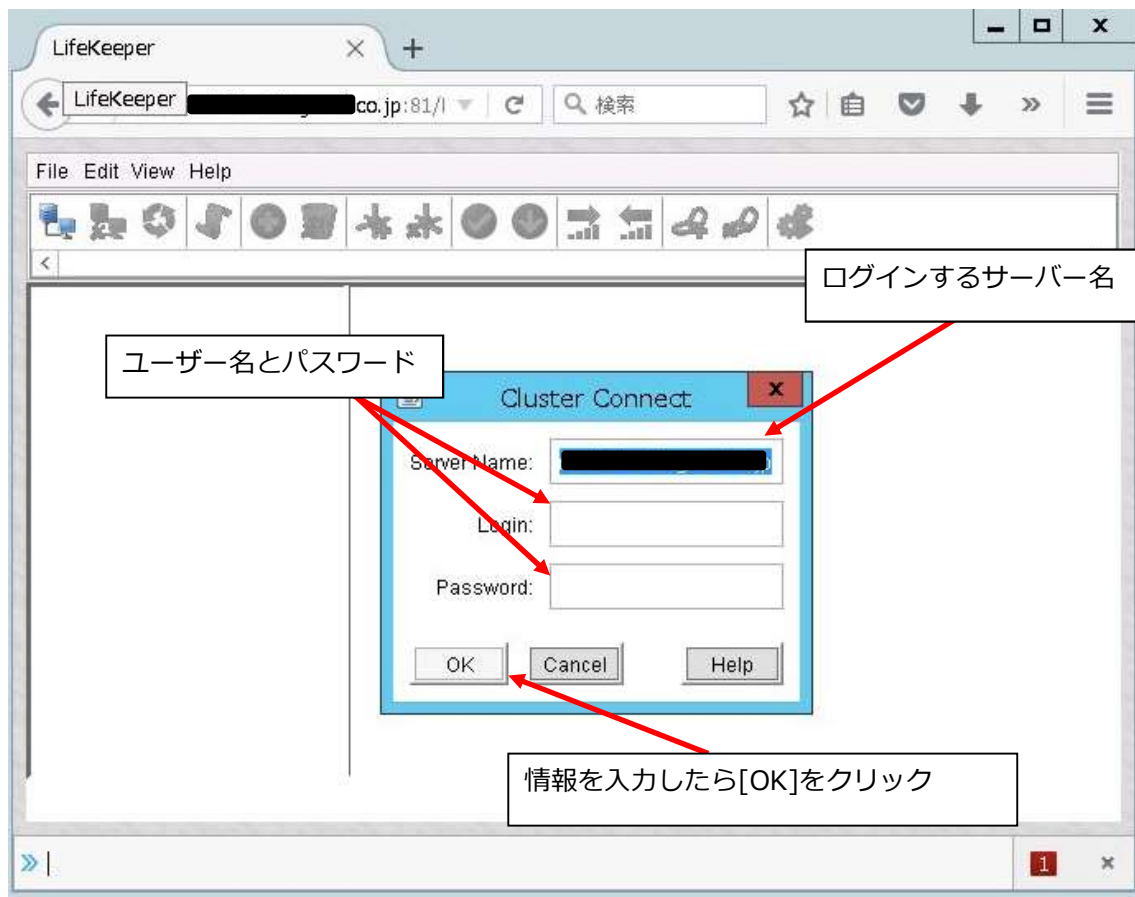 LifeKeeper
LifeKeeper
co.jp:81/l
検索
File Edit View Help
ログインするサーバー名
ユーザー名とパスワード
Cluster Connect
Server Name:
Login:
Password:
OK Cancel Help
情報を入力したら[OK]をクリック
1